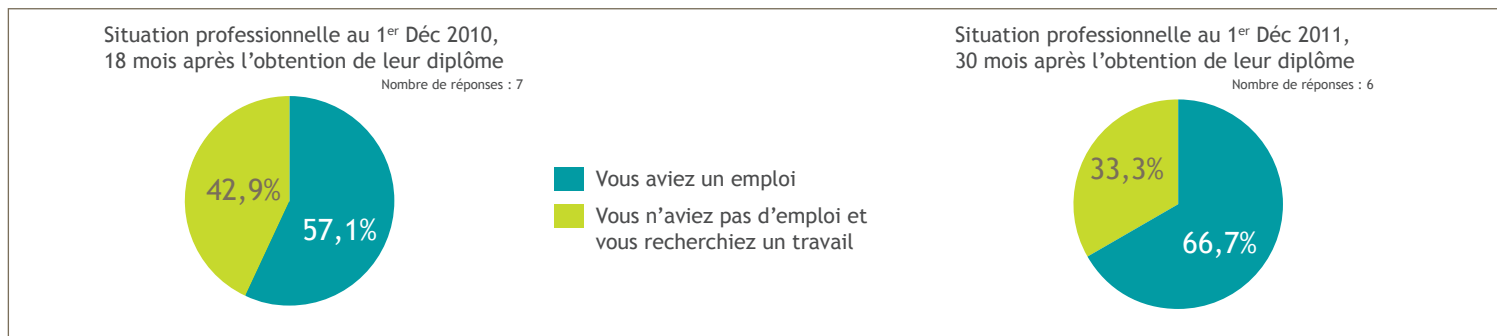 Situation professionnelle au 1er Déc 2010,
18 mois après l’obtention de leur diplôme
Nombre de réponses : 7
42,9%
57,1%
Vous aviez un emploi
Vous n’aviez pas d’emploi et
vous recherchiez un travail
Situation professionnelle au 1er Déc 2011,
30 mois après l’obtention de leur diplôme
Nombre de réponses : 6
33,3%
66,7%